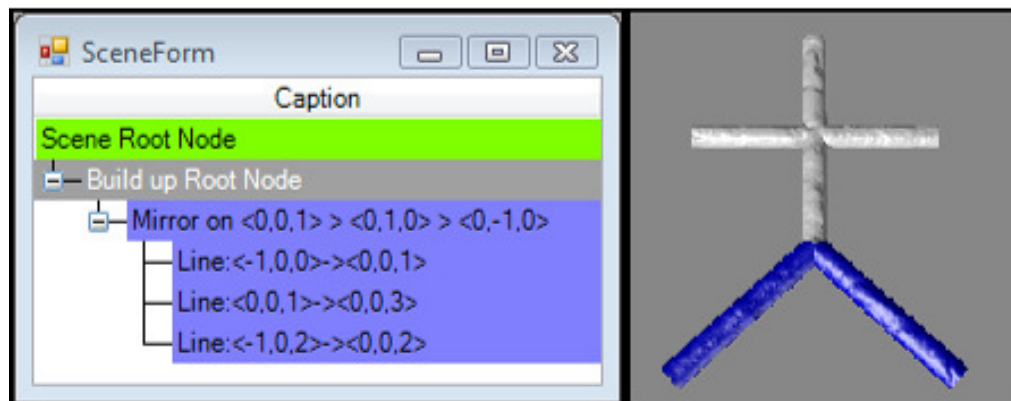 SceneForm
Caption
Scene Root Node
Build up Root Node
Mirror on <0,0,1> > <0,1,0> > <0,-1,0>
Line:<-1,0,0>-><0,0,1>
Line:<0,0,1>-><0,0,3>
Line:<-1,0,2>-><0,0,2>